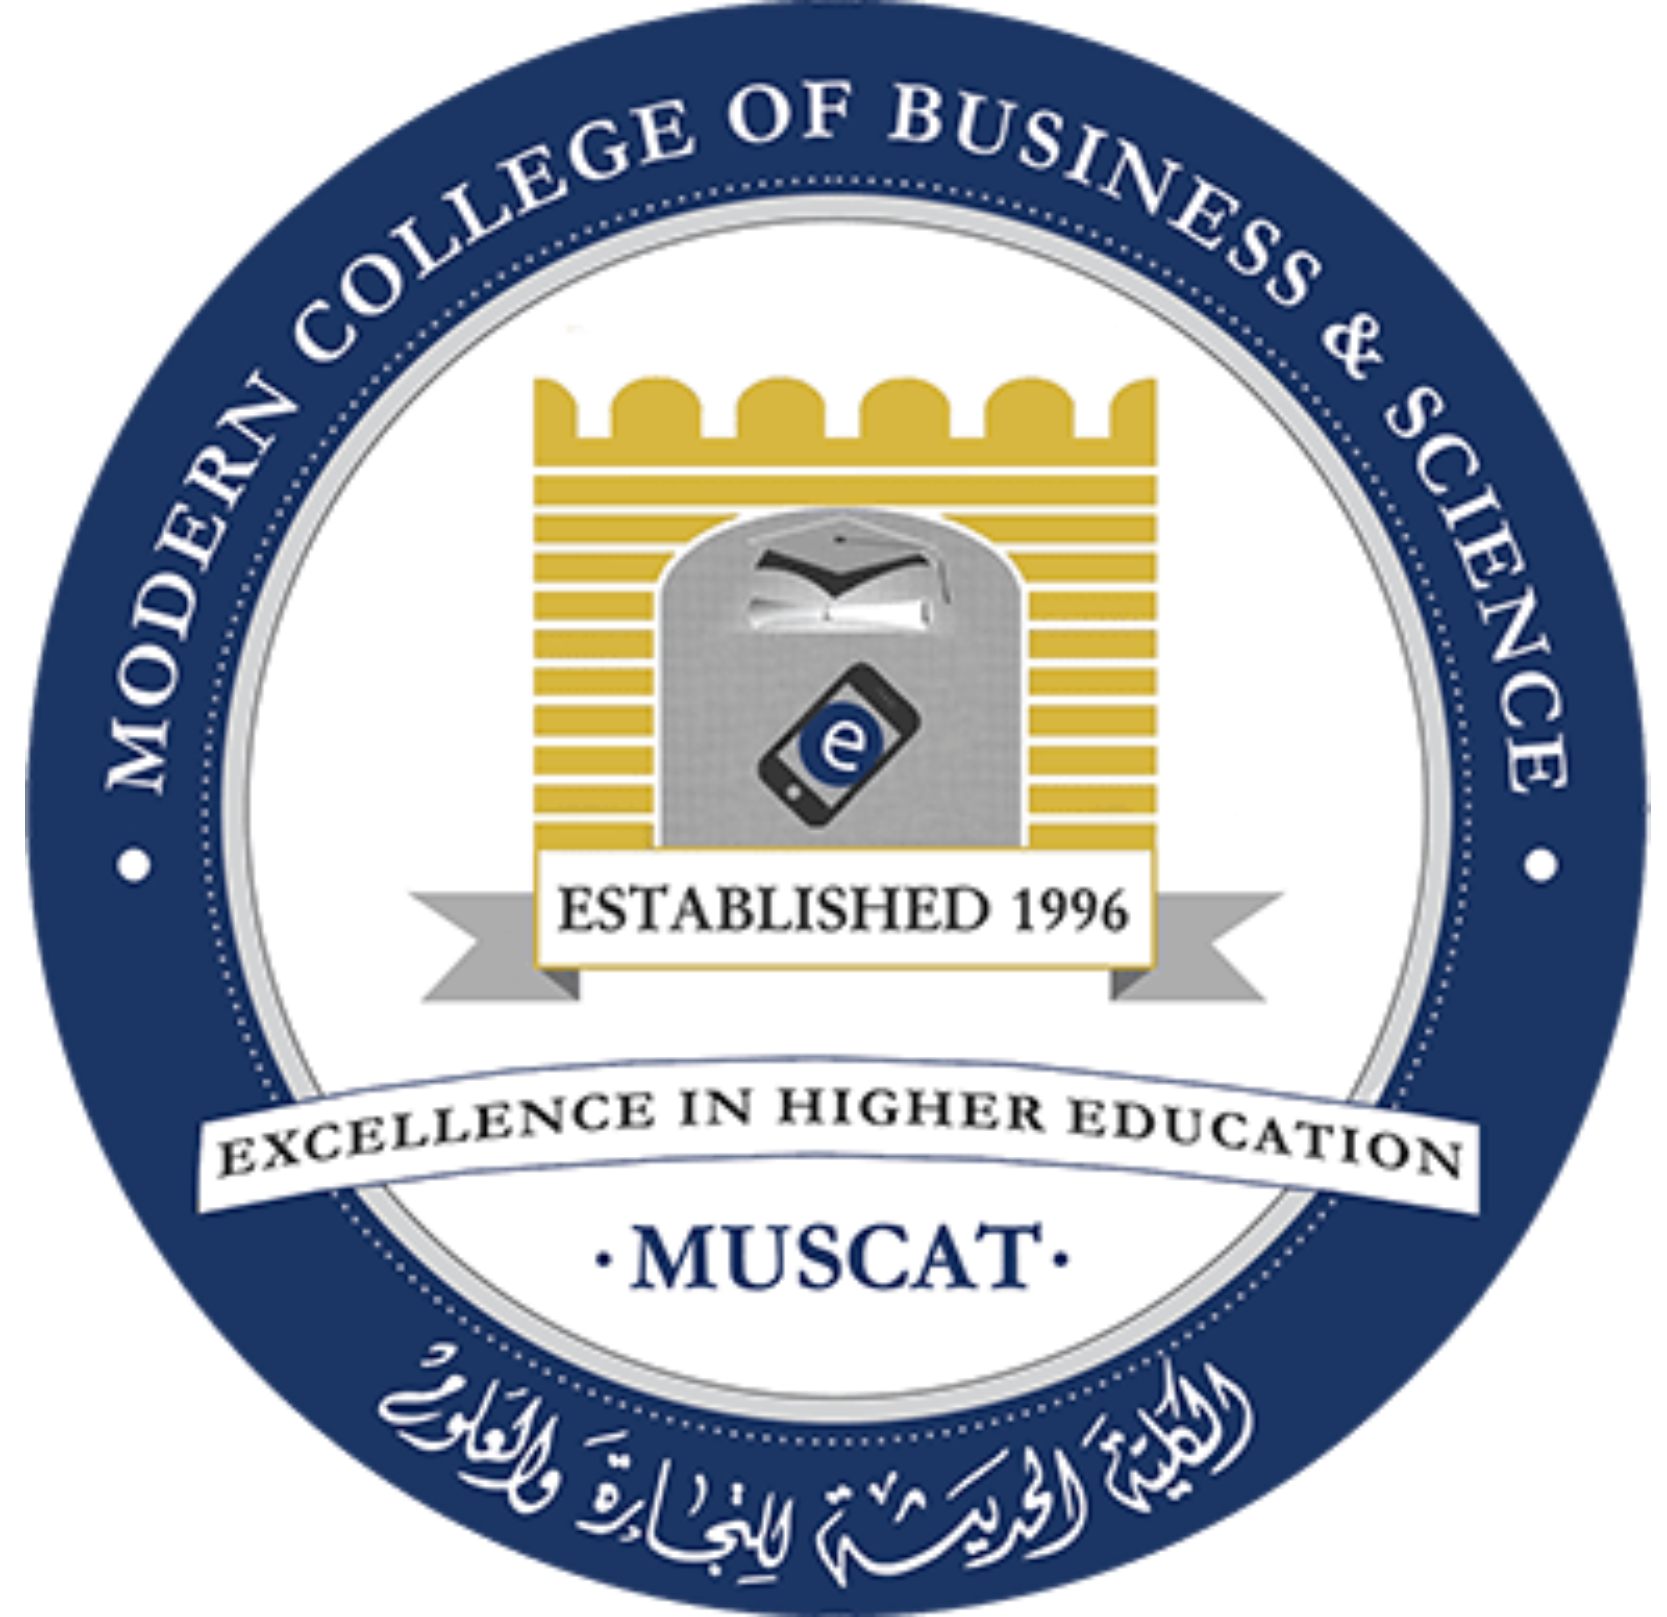 MODERN COLLEGE OF BUSINESS & SCIENCE
e
ESTABLISHED 1996
EXCELLENCE IN HIGHER EDUCATION
·MUSCAT·
الكلية الحديثة للتجارة والعلوم